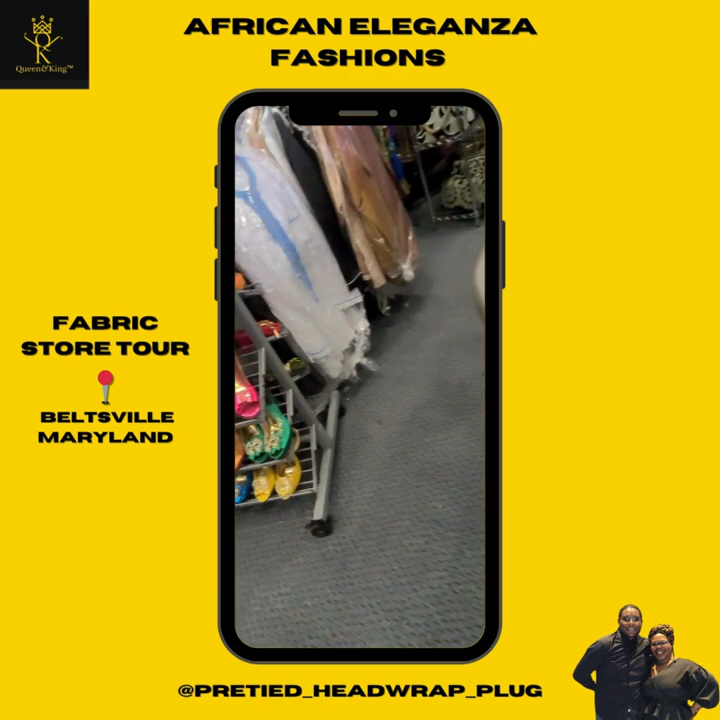 Queen&King™
AFRICAN ELEGANZA
FASHIONS
FABRIC
STORE TOUR
BELTSVILLE
MARYLAND
@PRETIED_HEADWRAP_PLUG